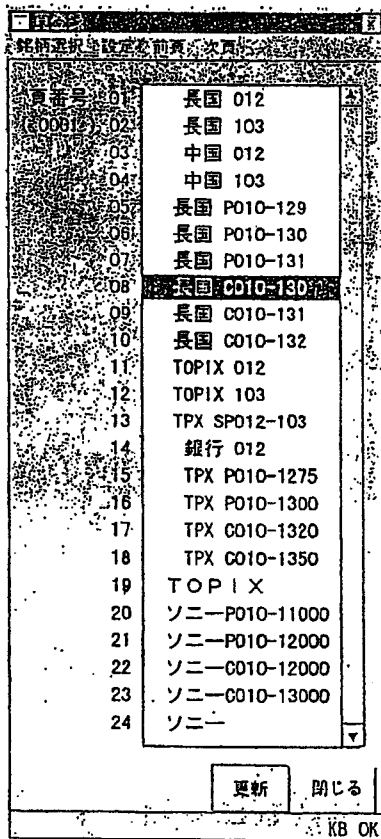 銘柄選択 設定 前頁 次頁
頁番号 01 長国 012
(00001) 02 長国 103
03 中国 012
04 中国 103
05 長国 P010-129
06 長国 P010-130
07 長国 P010-131
08 長国 C010-130
09 長国 C010-131
10 長国 C010-132
11 TOPIX 012
12 TOPIX 103
13 TPX SP012-103
14 銀行 012
15 TPX P010-1275
16 TPX P010-1300
17 TPX C010-1320
18 TPX C010-1350
19 TOPIX
20 ソニーP010-11000
21 ソニーP010-12000
22 ソニーC010-12000
23 ソニーC010-13000
24 ソニー
更新 閉じる
KB OK